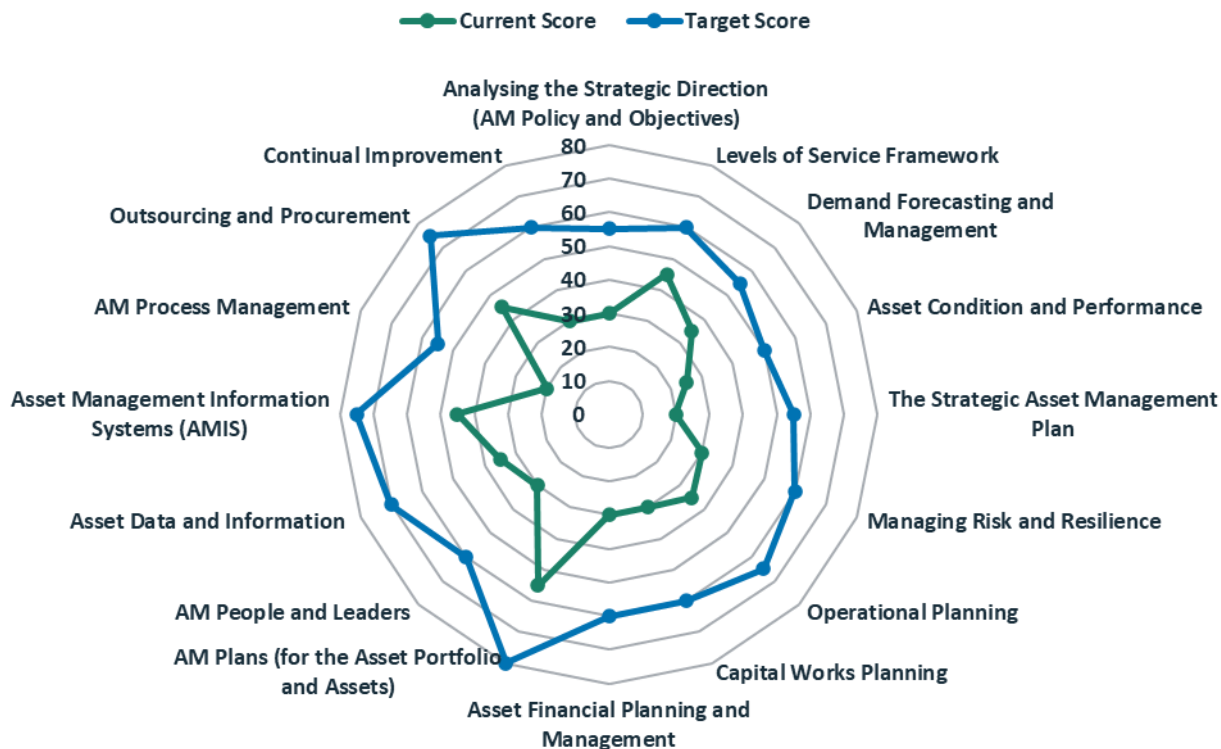 Current Score
Target Score
Analysing the Strategic Direction
(AM Policy and Objectives)
Continual Improvement
Levels of Service Framework
Outsourcing and Procurement
Demand Forecasting and
Management
AM Process Management
Asset Condition and Performance
Asset Management Information
Systems (AMIS)
The Strategic Asset Management
Plan
Asset Data and Information
Managing Risk and Resilience
AM People and Leaders
Operational Planning
AM Plans (for the Asset Portfolio
and Assets)
Capital Works Planning
Asset Financial Planning and
Management
80
70
60
50
40
30
20
10
0